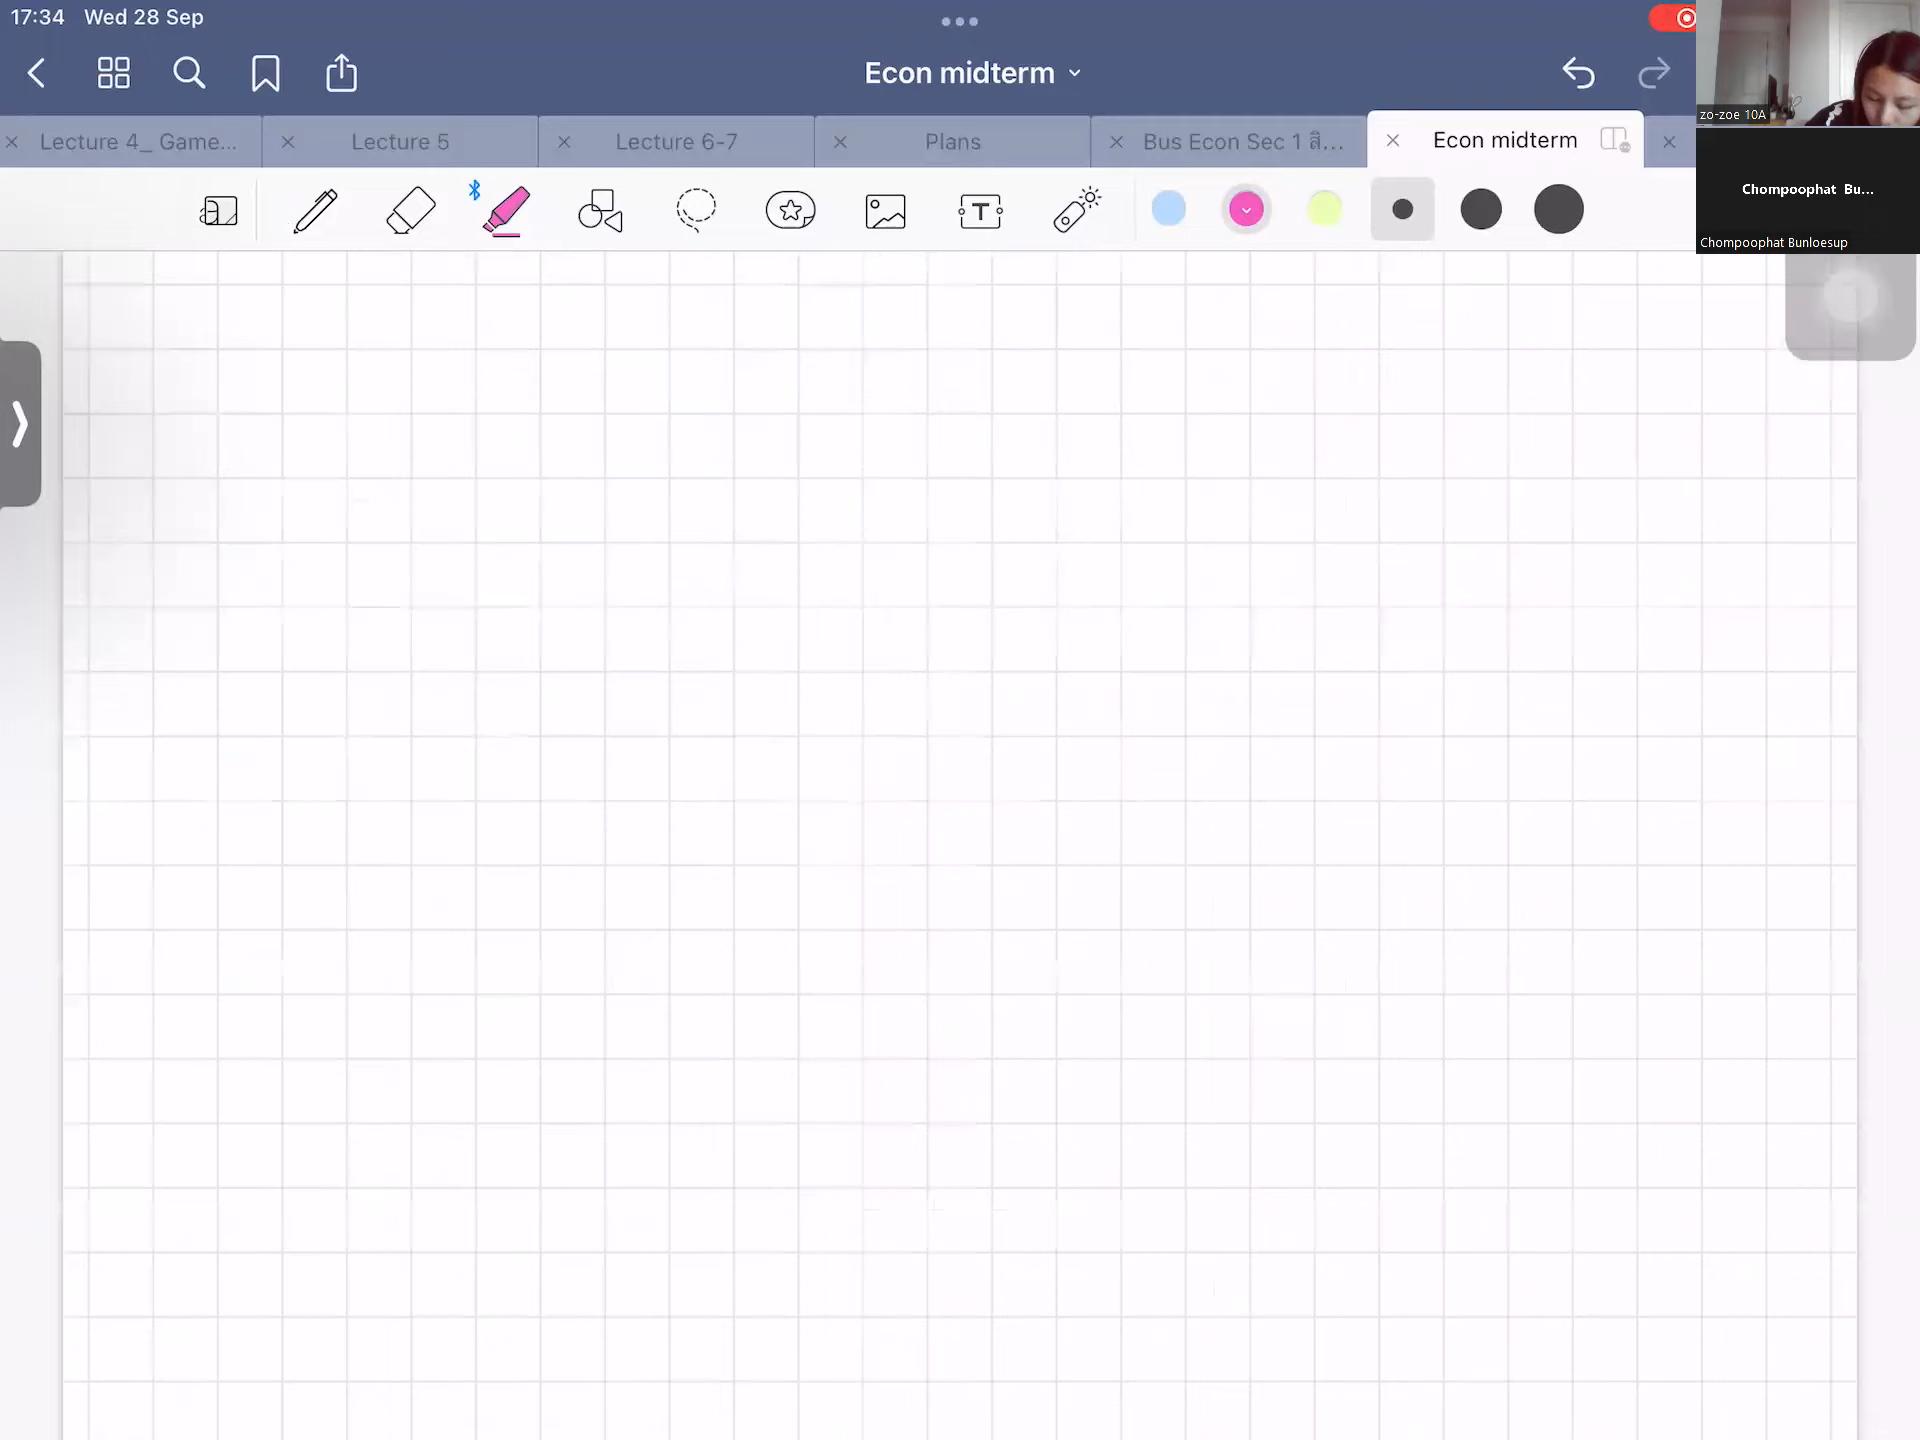 17:34 Wed 28 Sep
Econ midterm
Lecture 4_ Game...
Lecture 5
Lecture 6-7
Plans
Bus Econ Sec 1 สิ...
Econ midterm
zo-zoe 10A
Chompoophat Bu...
Chompoophat Bunloesup